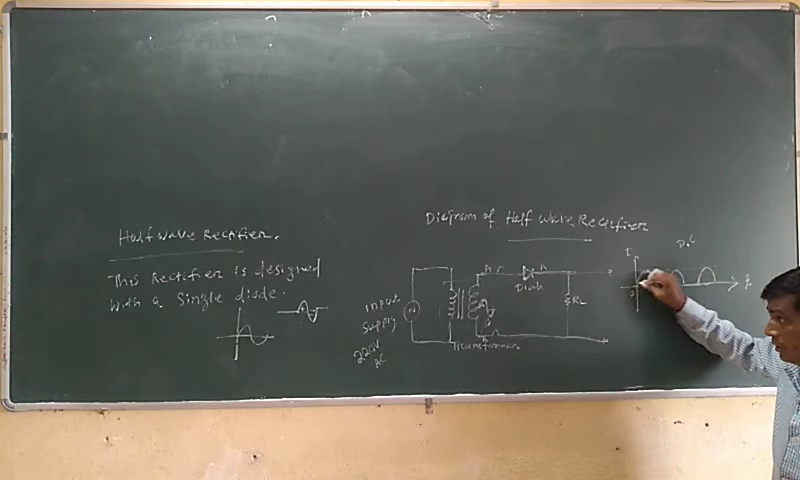 Half Wave Rectifier.
This Rectifier is designed
with a single diode.
Diagram of Half Wave Rectifier
Input
Supply
220V
AC
N
Transformer
Diode
RL
D.C
I
0